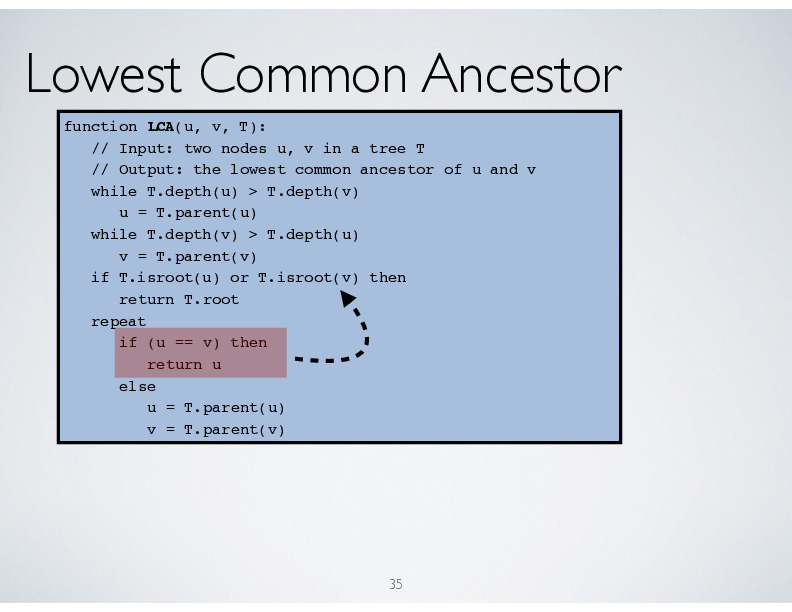 Lowest Common Ancestor
function LCA(u, v, T):
   // Input: two nodes u, v in a tree T
   // Output: the lowest common ancestor of u and v
   while T.depth(u) > T.depth(v)
      u = T.parent(u)
   while T.depth(v) > T.depth(u)
      v = T.parent(v)
   if T.isroot(u) or T.isroot(v) then
      return T.root
   repeat
      if (u == v) then
         return u
      else
         u = T.parent(u)
         v = T.parent(v)
35